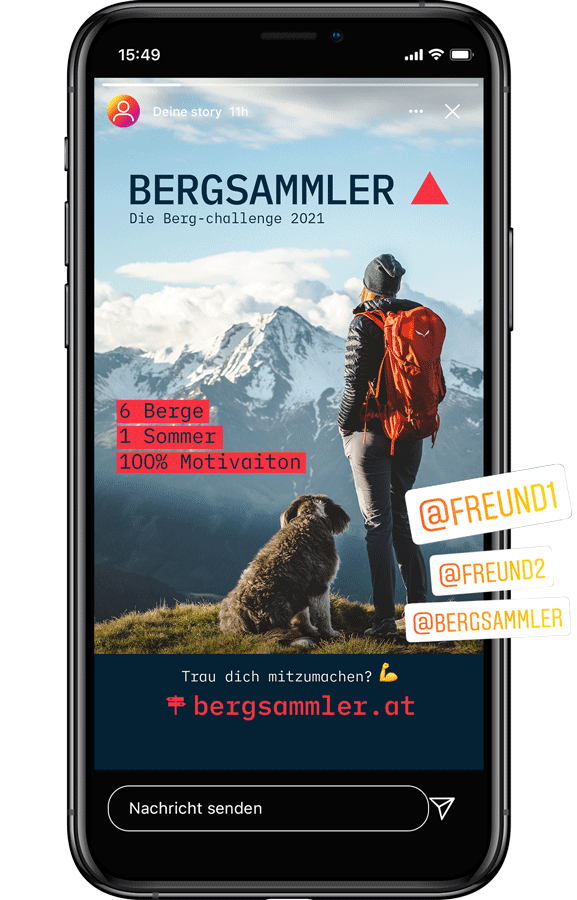 15:49
Deine story 11h
BERGSAMMLER
Die Berg-challenge 2021
6 Berge
1 Sommer
100% Motivaiton
@FREUND1
@FREUND2
@BERGSAMMLER
Trau dich mitzumachen? 💪
bergsammler.at
Nachricht senden